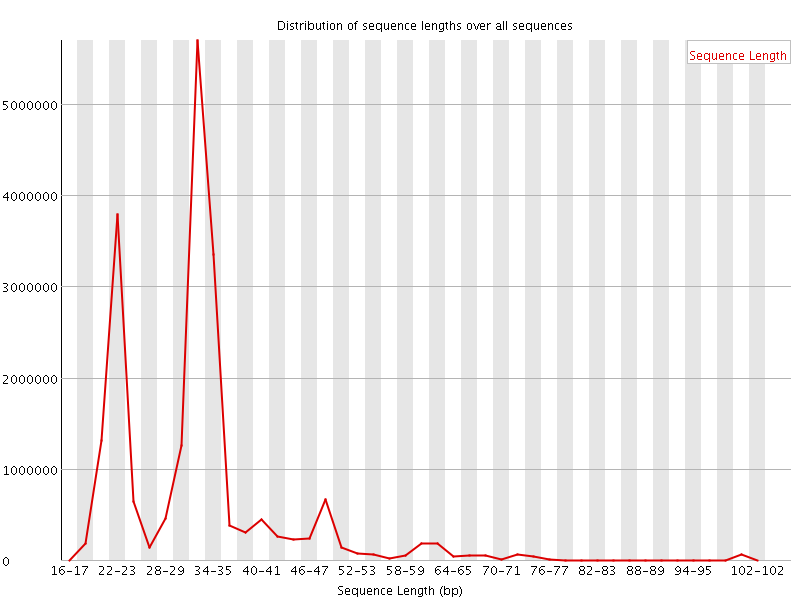 Distribution of sequence lengths over all sequences
Sequence Length
5000000
4000000
3000000
2000000
1000000
0
16-17 22-23 28-29 34-35 40-41 46-47 52-53 58-59 64-65 70-71 76-77 82-83 88-89 94-95 102-102
Sequence Length (bp)